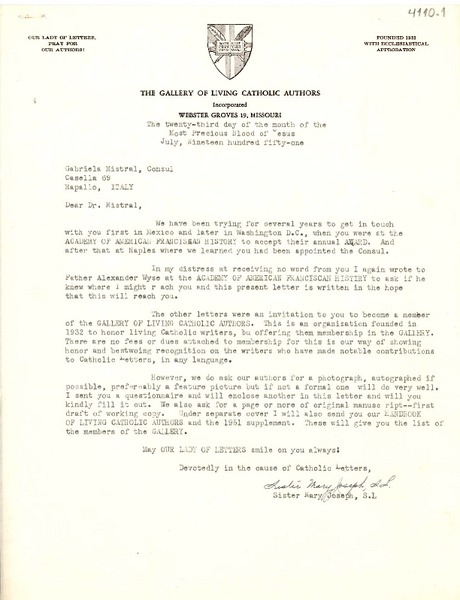 4110-1
OUR LADY OF LETTERS,
PRAY FOR
OUR AUTHORS!
FOUNDED 1932
WITH ECCLESIASTICAL
APPROBATION
THE GALLERY OF LIVING CATHOLIC AUTHORS
Incorporated
WEBSTER GROVES 19, MISSOURI
The twenty-third day of the month of the
Most Precious Blood of Jesus
July, Nineteen hundred fifty-one
Gabriela Mistral, Consul
Casella 69
Rapallo, ITALY
Dear Dr. Mistral,
We have been trying for several years to get in touch
with you first in Mexico and later in Washington D.C., when you were at the
ACADEMY OF AMERICAN FRANCISCAN HISTORY to accept their annual AWARD. And
after that at Naples where we learned you had been appointed the Consul.
In my distress at receiving no word from you I again wrote to
Father Alexander Wyse at the ACADEMY OF AMERICAN FRANCISCAN HISTIRY to ask if he
knew where I might r ach you and this present letter is written in the hope
that this will reach you.
The other letters were an invitation to you to become a member
of the GALLERY OF LIVING CATHOLIC AUTHORS. This is an organization founded in
1932 to honor living Catholic writers, bu offering them membership in the GALLERY.
There are no fees or dues attached to membership for this is our way of showing
honor and bestwoing recognition on the writers who have made notable contributions
to Catholic Letters, in any language.
However, we do ask our authors for a photograph, autographed if
possible, preferably a feature picture but if not a formal one will do very well.
I sent you a questionnaire and will enclose another in this letter and will you
kindly fill it out. We also ask for a page or more of original manusc ript--first
draft of working copy. Under separate cover I will also send you our HANDBOOK
OF LIVING CATHOLIC AUTHORS and the 1951 supplement. These will give you the list of
the members of the GALLERY.
May OUR LADY OF LETTERS smile on you always!
Devotedly in the cause of Catholic Letters,
Sister Mary Joseph, S.L.
Sister Mary Joseph, S.L